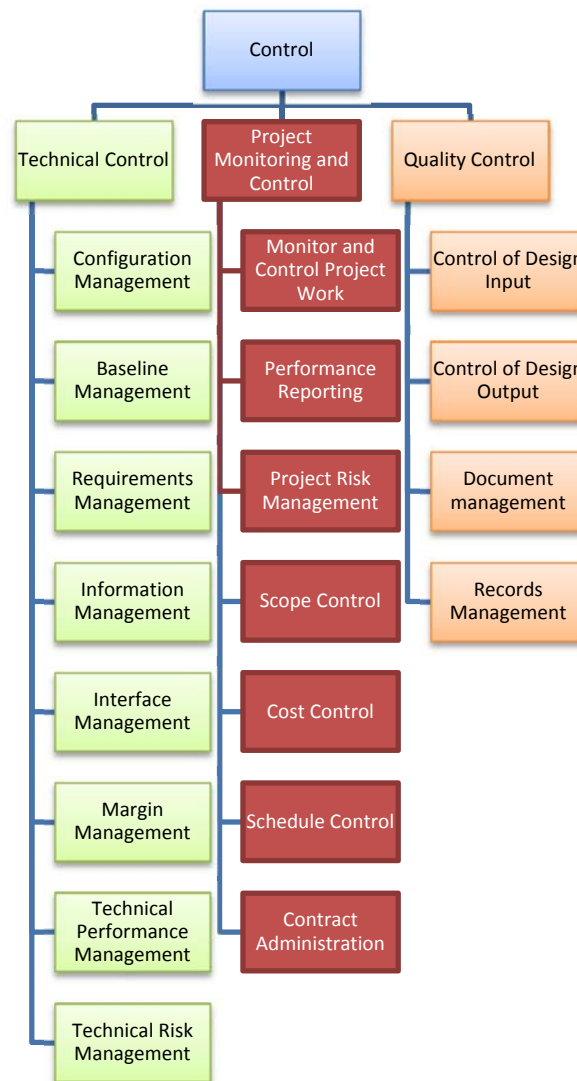 Control
Technical Control
Project
Monitoring and
Control
Quality Control
Configuration
Management
Baseline
Management
Requirements
Management
Information
Management
Interface
Management
Margin
Management
Technical
Performance
Management
Technical Risk
Management
Monitor and
Control Project
Work
Performance
Reporting
Project Risk
Management
Scope Control
Cost Control
Schedule Control
Contract
Administration
Control of Design
Input
Control of Design
Output
Document
management
Records
Management